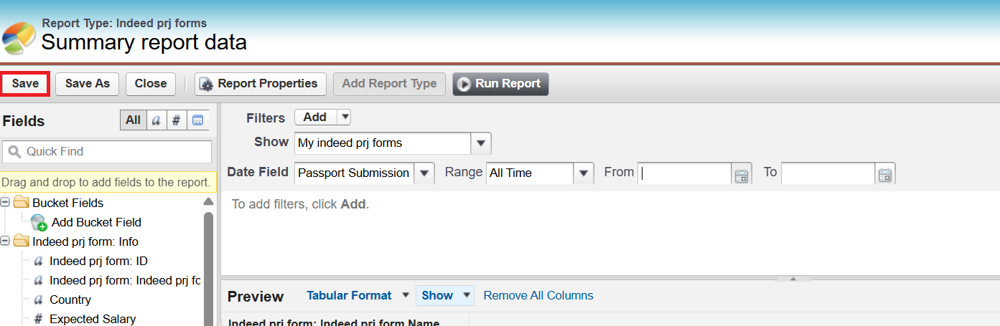 Report Type: Indeed prj forms
Summary report data
Save Save As Close Report Properties Add Report Type Run Report
Fields All a #
Quick Find
Drag and drop to add fields to the report.
Bucket Fields
Add Bucket Field
Indeed prj form: Info
a Indeed prj form: ID
a Indeed prj form: Indeed prj fo
a Country
# Expected Salary
Filters Add
Show My indeed prj forms
Date Field Passport Submission Range All Time From To
To add filters, click Add.
Preview Tabular Format Show Remove All Columns
Indeed prj form: Indeed prj form Name